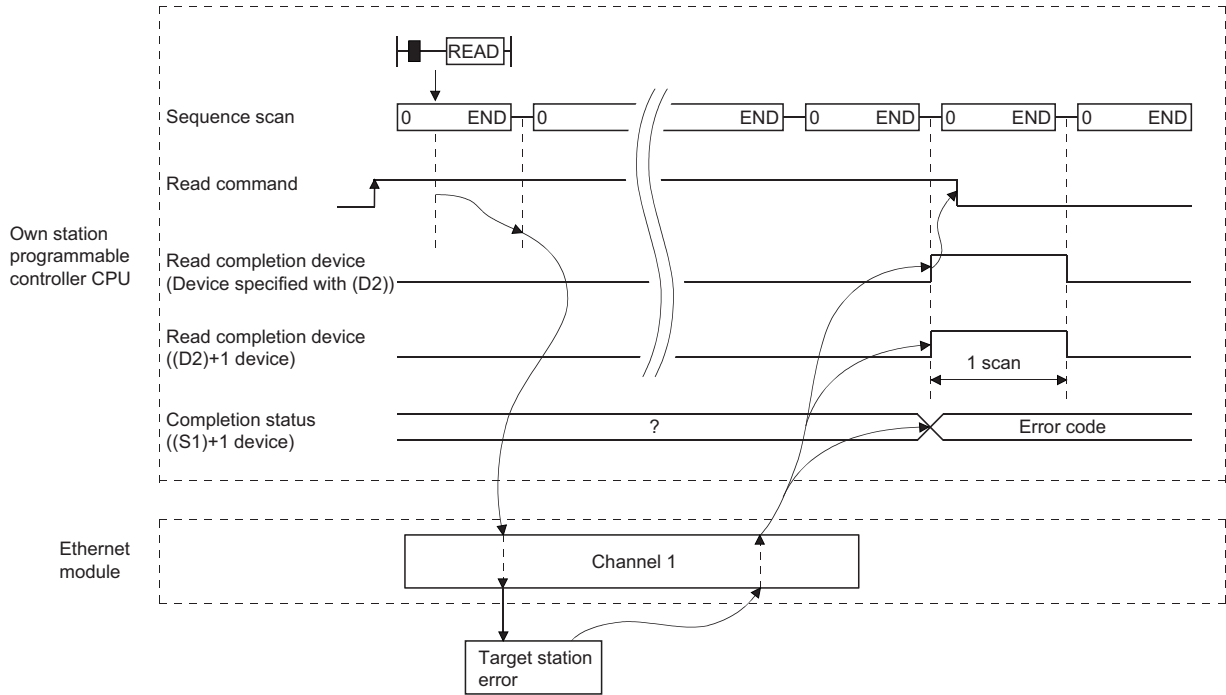 READ
Sequence scan
0 END 0 END 0 END 0 END 0 END
Read command
Own station
programmable
controller CPU
Read completion device
(Device specified with (D2))
Read completion device
((D2)+1 device)
1 scan
Completion status
((S1)+1 device)
?
Error code
Ethernet
module
Channel 1
Target station
error